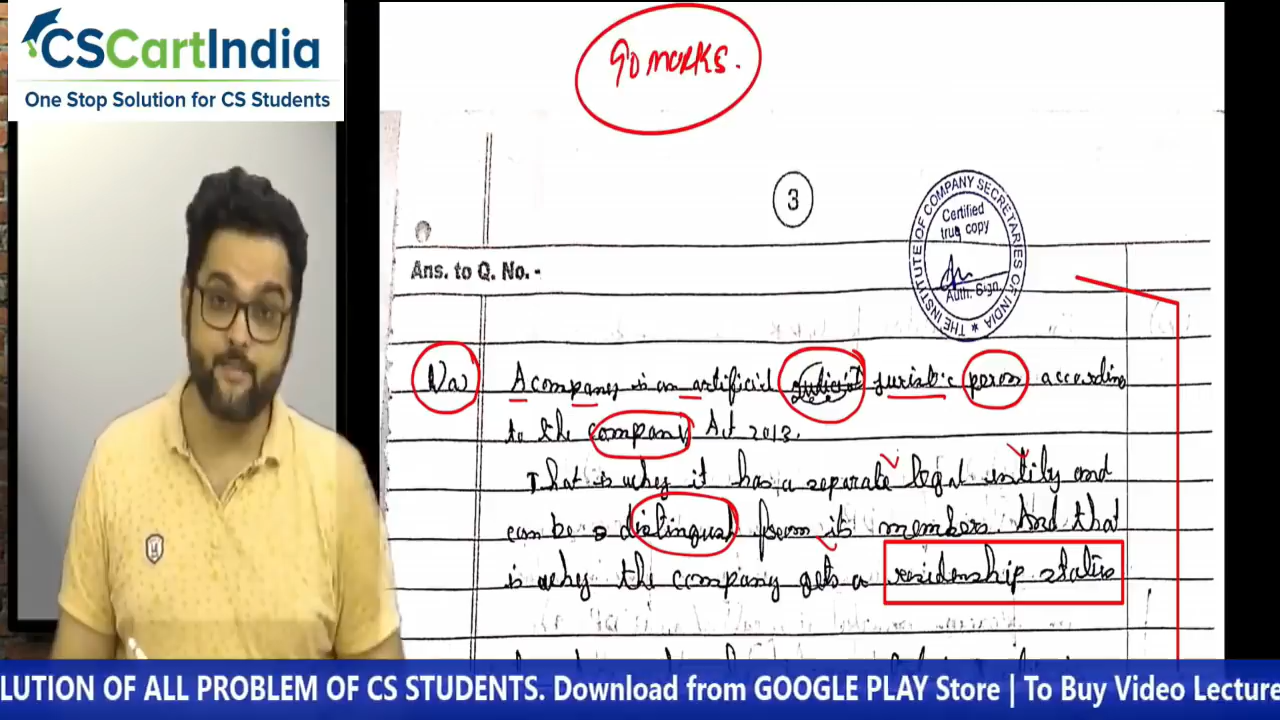 CSCartIndia
One Stop Solution for CS Students
90 marks.
3
THE INSTITUTE OF COMPANY SECRETARIES OF INDIA
Certified
true copy
Auth. Sign.
Ans. to Q. No. -
A company is an artificial juristic person according
to the company Act 2013.
That is why it has a separate legal intily and
can be distinguish from its members. And that
is why the company gets a residenship status
LUTION OF ALL PROBLEM OF CS STUDENTS. Download from GOOGLE PLAY Store | To Buy Video Lecture